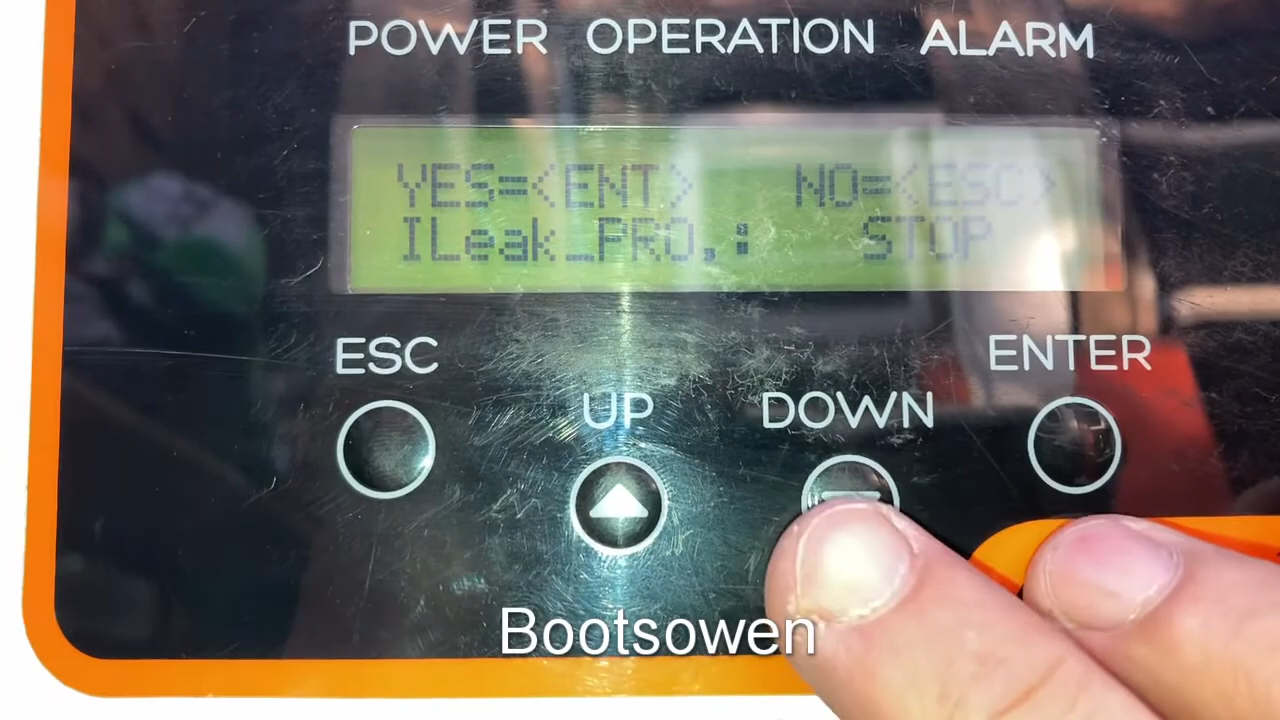 POWER OPERATION ALARM
YES=<ENT> NO=<ESC>
ILeak_PRO.: STOP
ESC
UP
DOWN
ENTER
Bootsowen